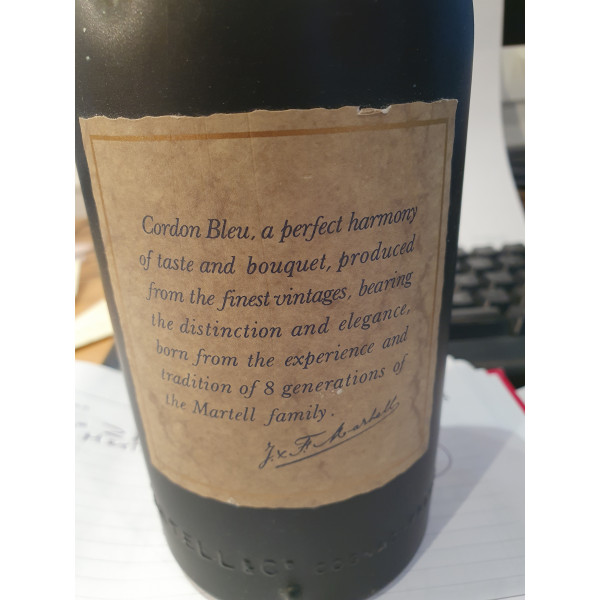 Cordon Bleu, a perfect harmony
of taste and bouquet, produced
from the finest vintages, bearing
the distinction and elegance,
born from the experience and
tradition of 8 generations of
the Martell family.
J. & F. Martell